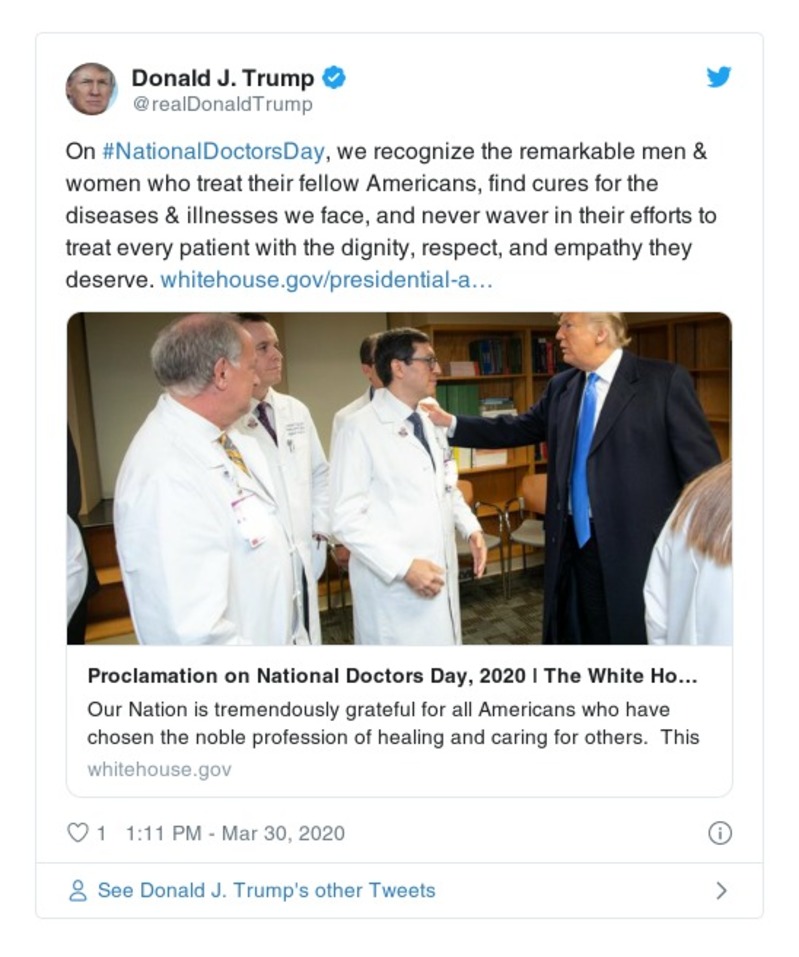 Donald J. Trump
@realDonaldTrump
On #NationalDoctorsDay, we recognize the remarkable men &
women who treat their fellow Americans, find cures for the
diseases & illnesses we face, and never waver in their efforts to
treat every patient with the dignity, respect, and empathy they
deserve. whitehouse.gov/presidential-a…
Proclamation on National Doctors Day, 2020 | The White Ho…
Our Nation is tremendously grateful for all Americans who have
chosen the noble profession of healing and caring for others.  This
whitehouse.gov
1 1:11 PM - Mar 30, 2020
See Donald J. Trump's other Tweets